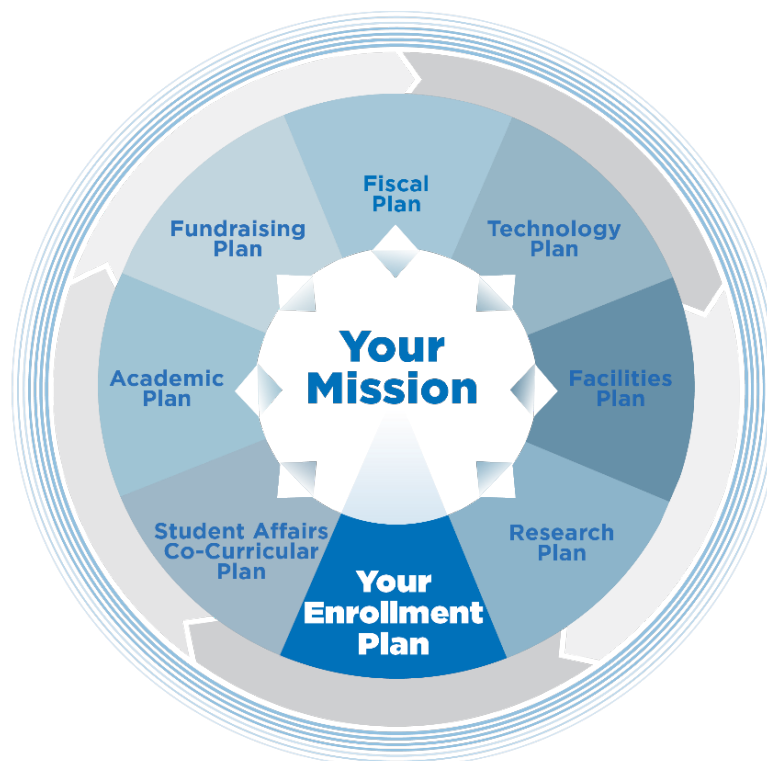 Fiscal
Plan
Technology
Plan
Facilities
Plan
Research
Plan
Your
Enrollment
Plan
Student Affairs
Co-Curricular
Plan
Academic
Plan
Fundraising
Plan
Your
Mission